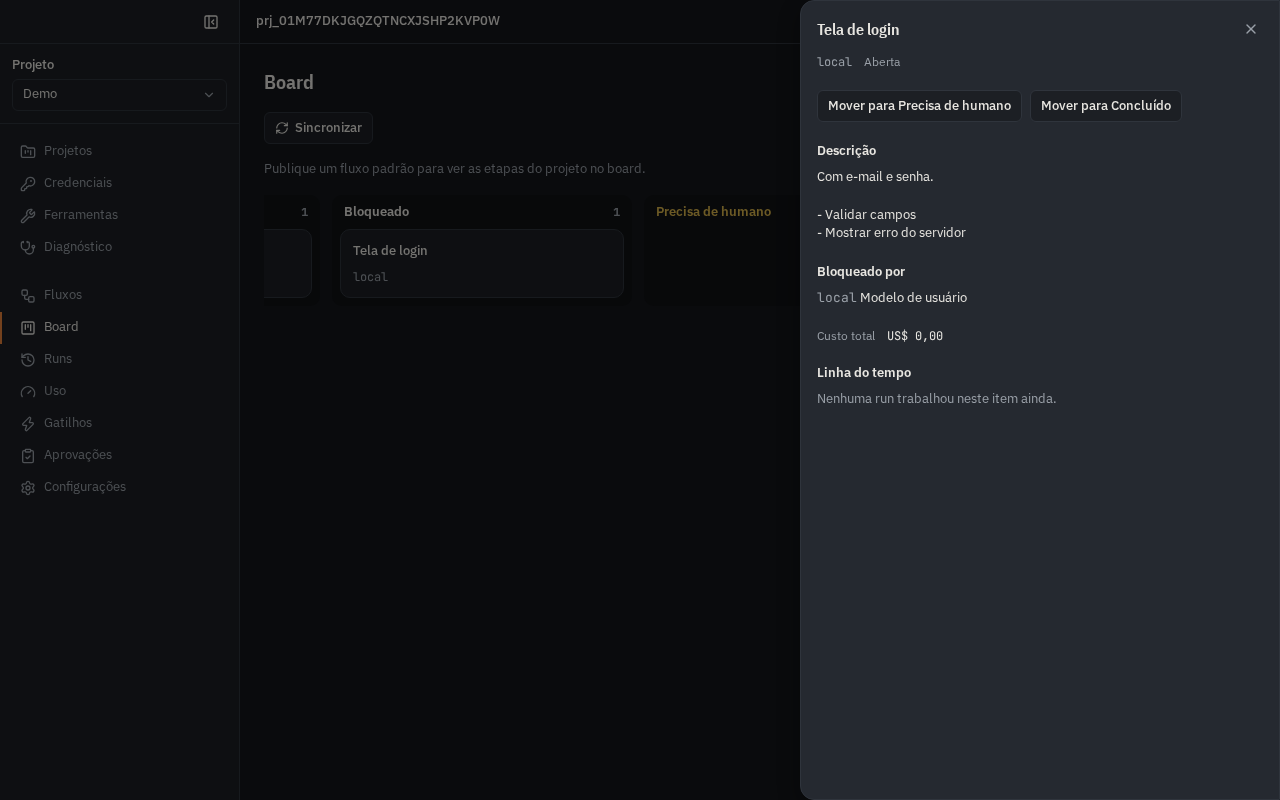 Projeto
Demo
Projetos
Credenciais
Ferramentas
Diagnóstico
Fluxos
Board
Runs
Uso
Gatilhos
Aprovações
Configurações
prj_01M77DKJGQZQTNCXJSHP2KVP0W
Board
Sincronizar
Publique um fluxo padrão para ver as etapas do projeto no board.
1
Bloqueado 1
Tela de login
local
Precisa de humano
Tela de login
local Aberta
Mover para Precisa de humano Mover para Concluído
Descrição
Com e-mail e senha.
- Validar campos
- Mostrar erro do servidor
Bloqueado por
local Modelo de usuário
Custo total US$ 0,00
Linha do tempo
Nenhuma run trabalhou neste item ainda.